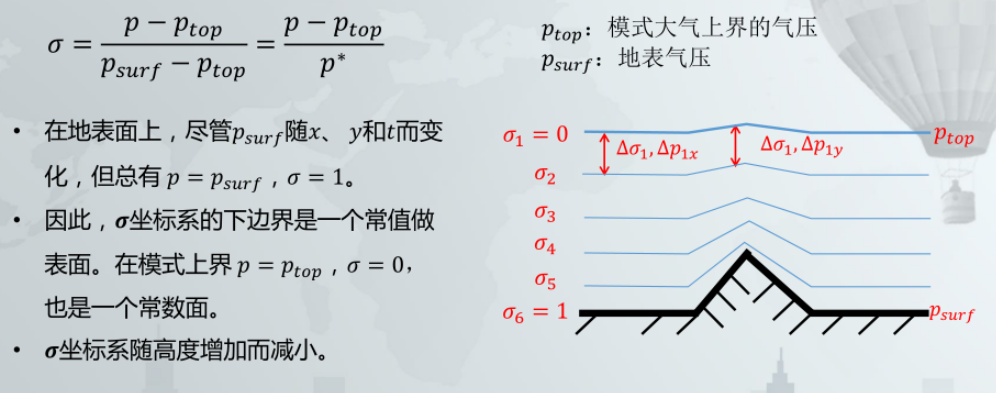 σ = (p − p_top)/(p_surf − p_top) = (p − p_top)/p*
p_top：模式大气上界的气压
p_surf：地表气压
• 在地表面上，尽管p_surf随x、y和t而变
化，但总有 p = p_surf，σ = 1。
• 因此，σ坐标系的下边界是一个常值做
表面。在模式上界 p = p_top，σ = 0，
也是一个常数面。
• σ坐标系随高度增加而减小。
σ₁ = 0
p_top
Δσ₁, Δp₁ₓ
Δσ₁, Δp_1y
σ₂
σ₃
σ₄
σ₅
σ₆ = 1
p_surf